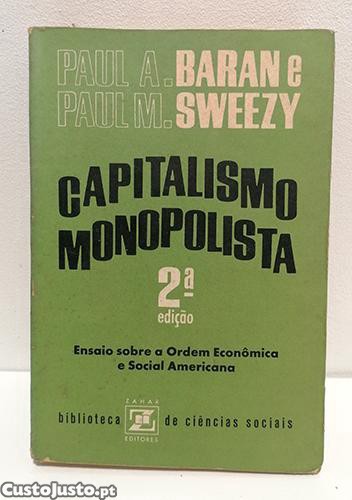 PAUL A. BARAN e
PAUL M. SWEEZY
CAPITALISMO
MONOPOLISTA
2ª
edição
Ensaio sobre a Ordem Econômica
e Social Americana
ZAHAR
EDITORES
biblioteca de ciências sociais
CustoJusto.pt